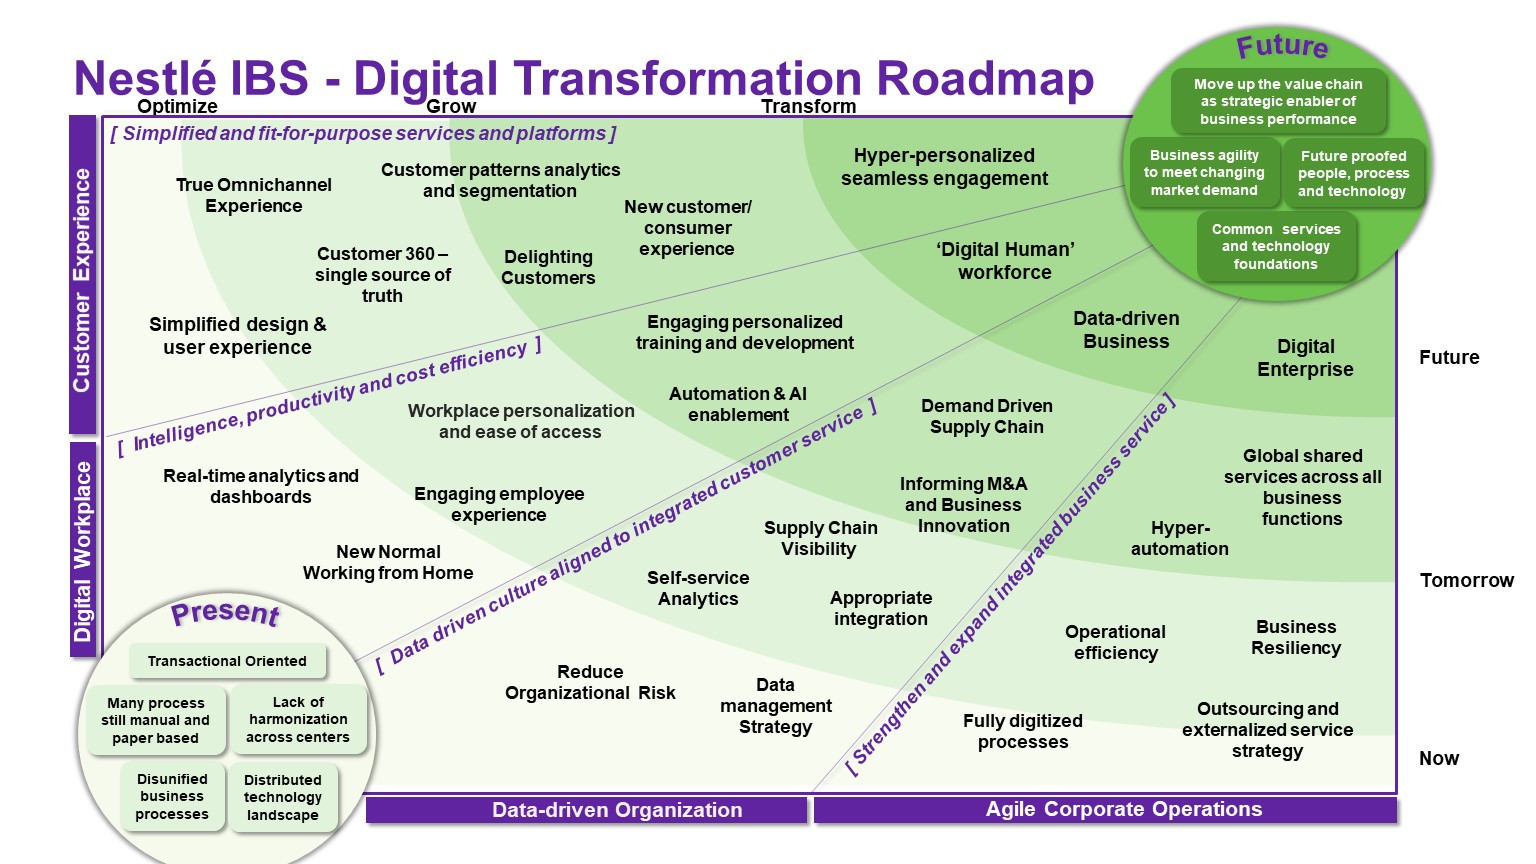 Nestlé IBS - Digital Transformation Roadmap
Optimize
Grow
Transform
Future
Move up the value chain
as strategic enabler of
business performance
Business agility
to meet changing
market demand
Future proofed
people, process
and technology
Common services
and technology
foundations
Customer Experience
[ Simplified and fit-for-purpose services and platforms ]
True Omnichannel
Experience
Customer patterns analytics
and segmentation
Hyper-personalized
seamless engagement
New customer/
consumer
experience
Customer 360 –
single source of
truth
Delighting
Customers
‘Digital Human’
workforce
Simplified design &
user experience
Engaging personalized
training and development
Data-driven
Business
Digital
Enterprise
Future
[ Intelligence, productivity and cost efficiency ]
Digital Workplace
Workplace personalization
and ease of access
Automation & AI
enablement
Demand Driven
Supply Chain
Real-time analytics and
dashboards
Engaging employee
experience
Informing M&A
and Business
Innovation
Global shared
services across all
business
functions
New Normal
Working from Home
Supply Chain
Visibility
Hyper-
automation
[ Data driven culture aligned to integrated customer service ]
[ Strengthen and expand integrated business service]
Self-service
Analytics
Appropriate
integration
Tomorrow
Operational
efficiency
Business
Resiliency
Reduce
Organizational Risk
Data
management
Strategy
Fully digitized
processes
Outsourcing and
externalized service
strategy
Now
Present
Transactional Oriented
Many process
still manual and
paper based
Lack of
harmonization
across centers
Disunified
business
processes
Distributed
technology
landscape
Data-driven Organization
Agile Corporate Operations